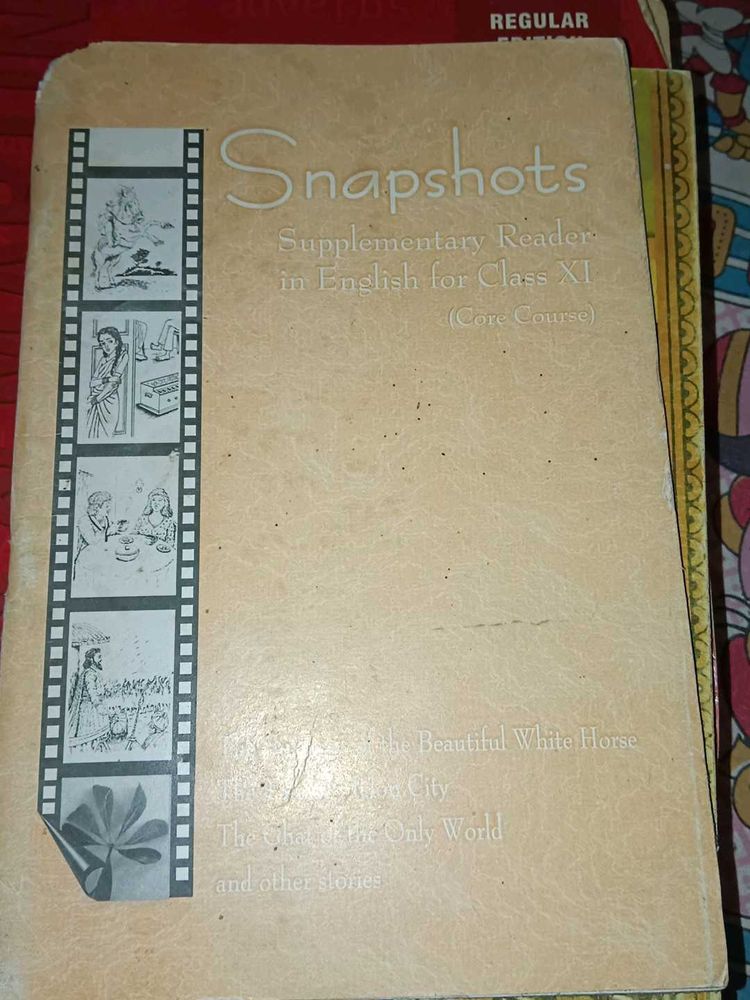 REGULAR
EDITION
Snapshots
Supplementary Reader
in English for Class XI
(Core Course)
the Beautiful White Horse
City
The Ghat of the Only World
and other stories